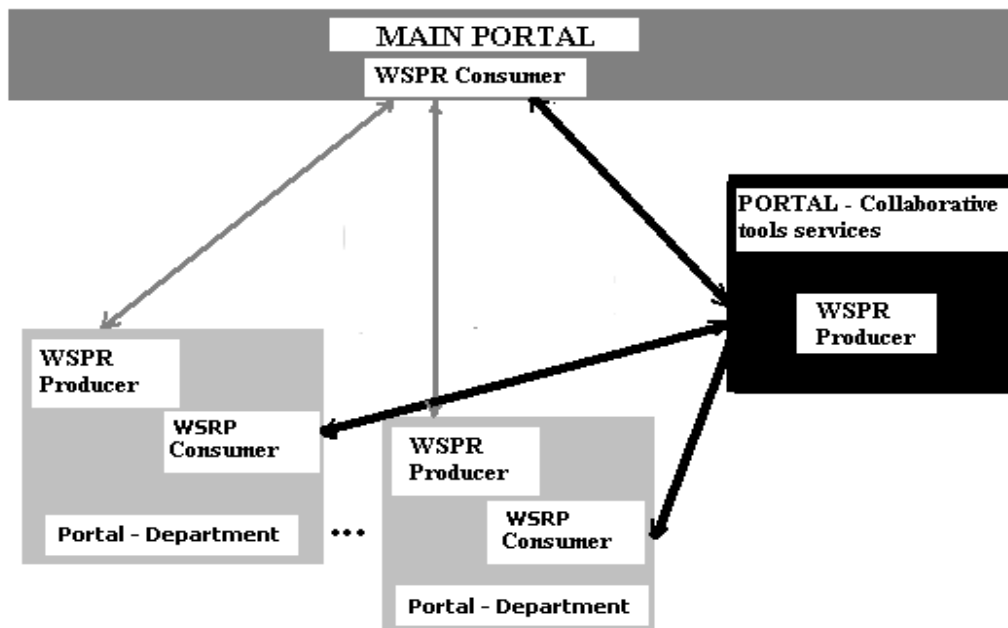 MAIN PORTAL
WSPR Consumer
PORTAL - Collaborative
tools services
WSPR
Producer
WSPR
Producer
WSRP
Consumer
Portal - Department
...
WSPR
Producer
WSRP
Consumer
Portal - Department